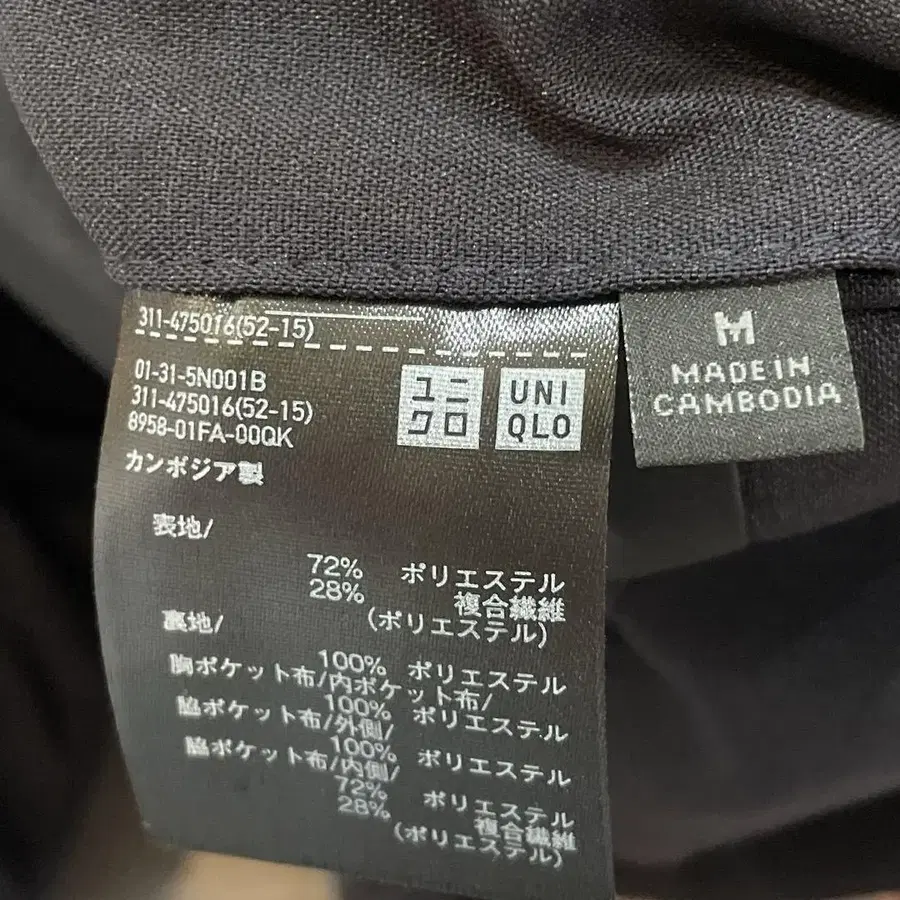 311-475016(52-15)
01-31-5N001B
311-475016(52-15)
8958-01FA-00QK
カンボジア製
ユニ
クロ
UNI
QLO
M
MADE IN
CAMBODIA
表地/
72% ポリエステル
28% 複合繊維
(ポリエステル)
裏地/
100% ポリエステル
胸ポケット布/内ポケット布/
100% ポリエステル
脇ポケット布/外側/
100% ポリエステル
脇ポケット布/内側/
72% ポリエステル
28% 複合繊維
(ポリエステル)